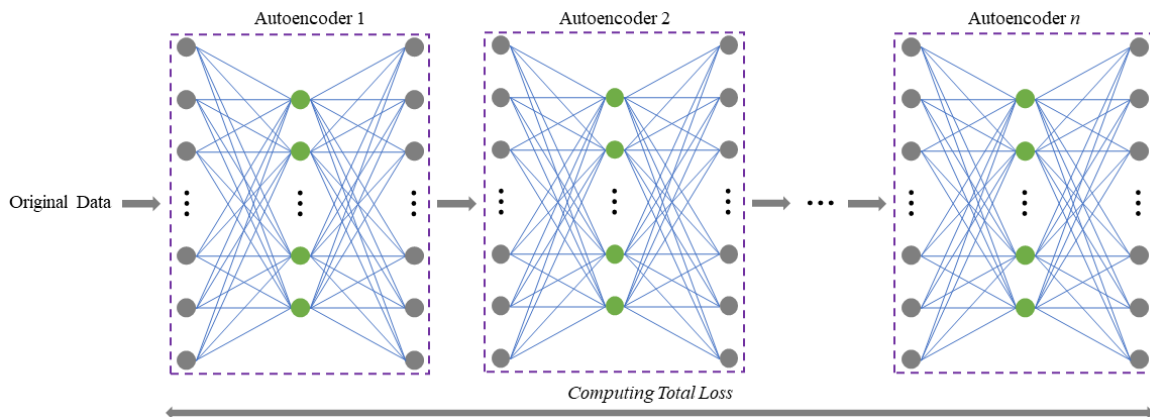 Autoencoder 1
Autoencoder 2
Autoencoder n
Original Data
Computing Total Loss